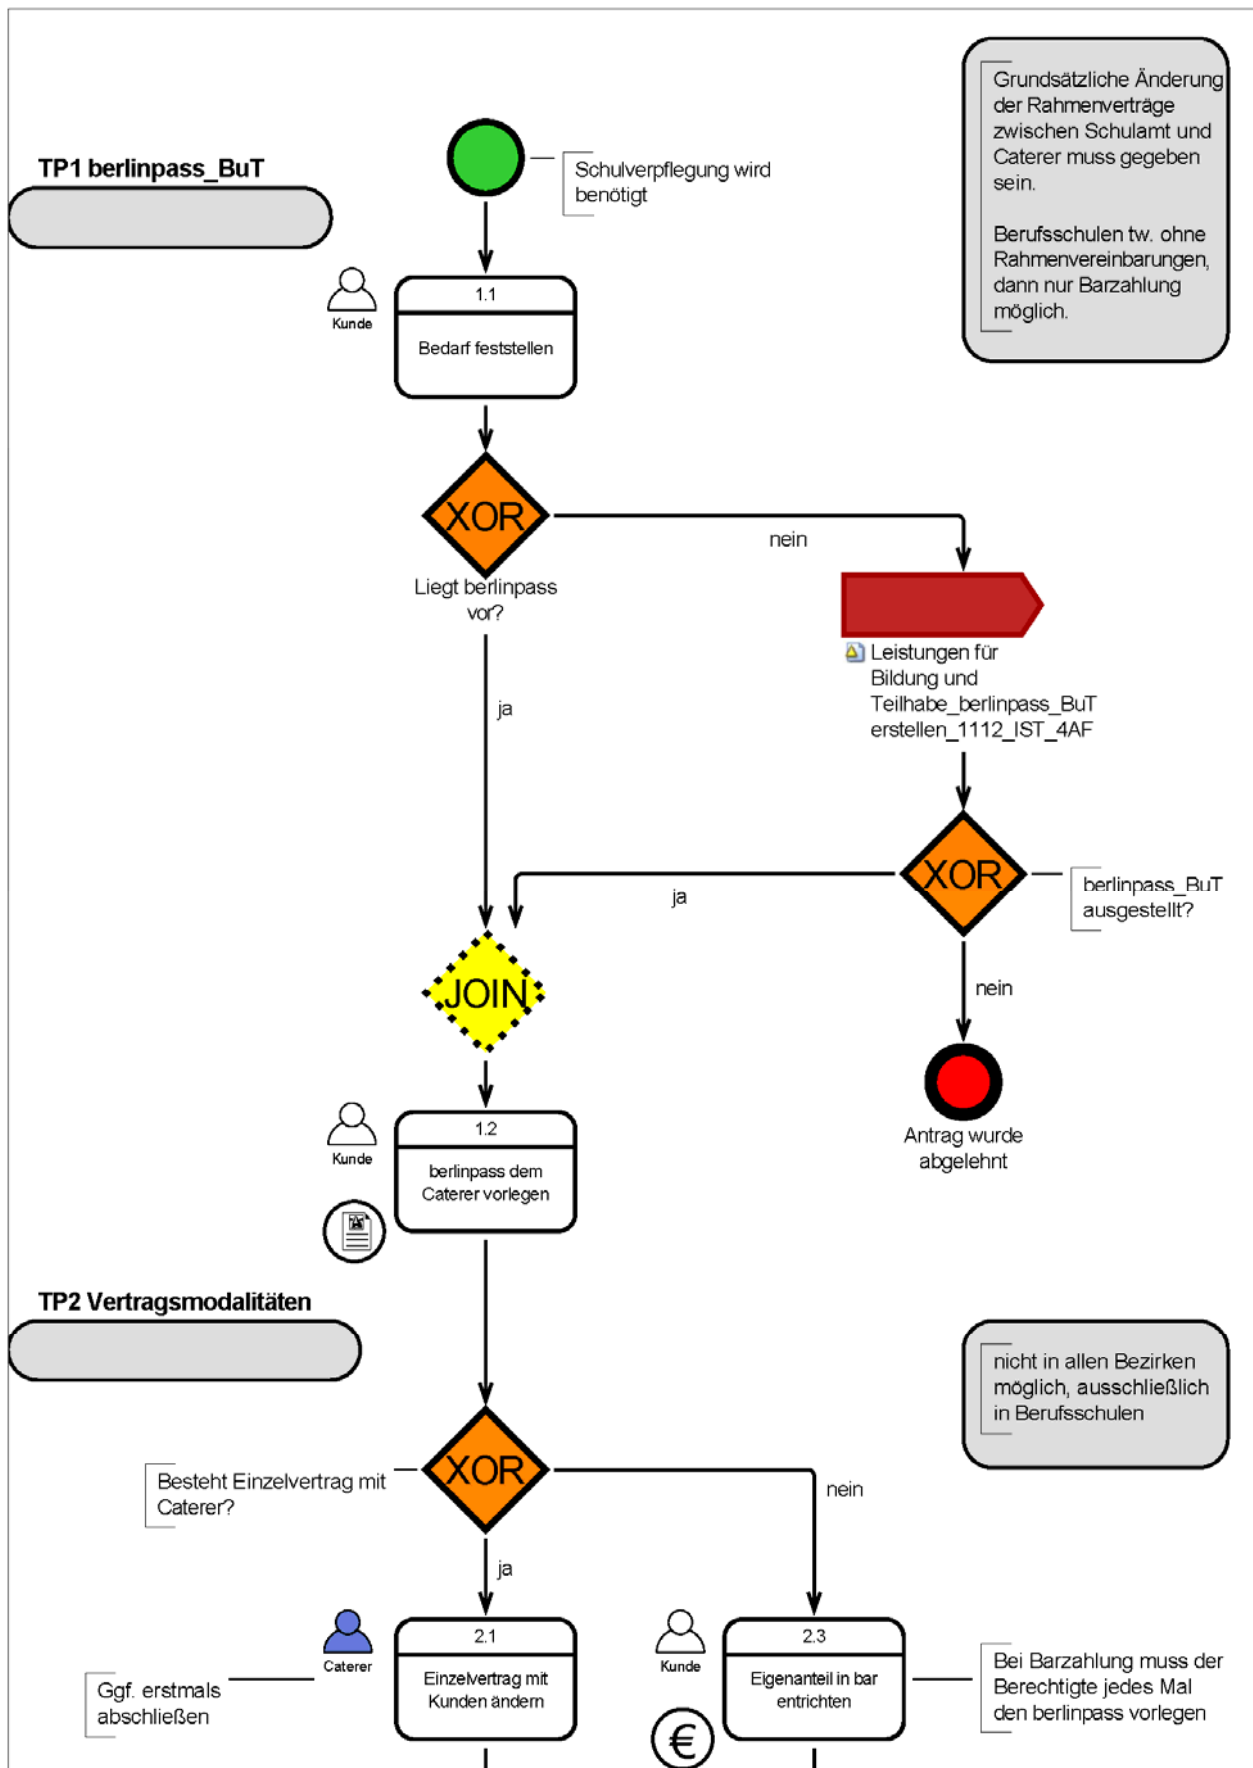 Grundsätzliche Änderung
der Rahmenverträge
zwischen Schulamt und
Caterer muss gegeben
sein.
Berufsschulen tw. ohne
Rahmenvereinbarungen,
dann nur Barzahlung
möglich.
TP1 berlinpass_BuT
Schulverpflegung wird
benötigt
Kunde
1.1
Bedarf feststellen
XOR
nein
Liegt berlinpass
vor?
Leistungen für
Bildung und
Teilhabe_berlinpass_BuT
erstellen_1112_IST_4AF
ja
XOR
berlinpass_BuT
ausgestellt?
ja
JOIN
nein
Antrag wurde
abgelehnt
Kunde
1.2
berlinpass dem
Caterer vorlegen
TP2 Vertragsmodalitäten
nicht in allen Bezirken
möglich, ausschließlich
in Berufsschulen
Besteht Einzelvertrag mit
Caterer?
XOR
nein
ja
Caterer
2.1
Einzelvertrag mit
Kunden ändern
Ggf. erstmals
abschließen
Kunde
2.3
Eigenanteil in bar
entrichten
€
Bei Barzahlung muss der
Berechtigte jedes Mal
den berlinpass vorlegen